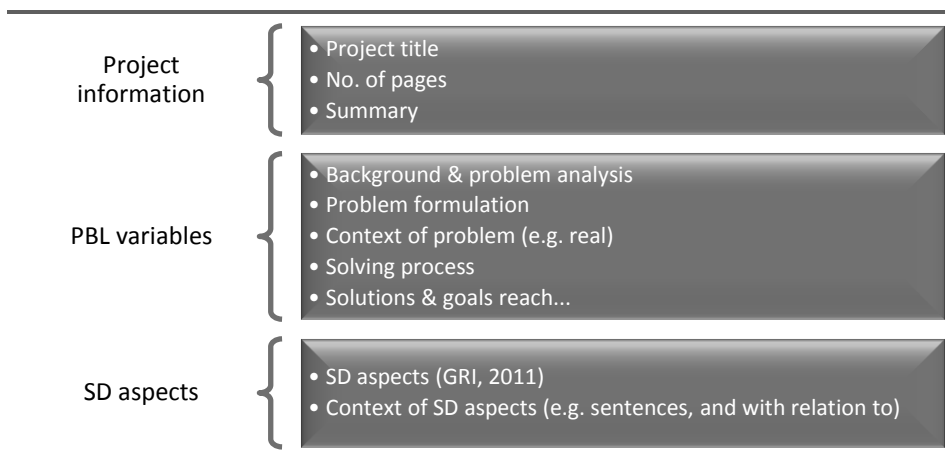 Project
information
• Project title
• No. of pages
• Summary
PBL variables
• Background & problem analysis
• Problem formulation
• Context of problem (e.g. real)
• Solving process
• Solutions & goals reach...
SD aspects
• SD aspects (GRI, 2011)
• Context of SD aspects (e.g. sentences, and with relation to)